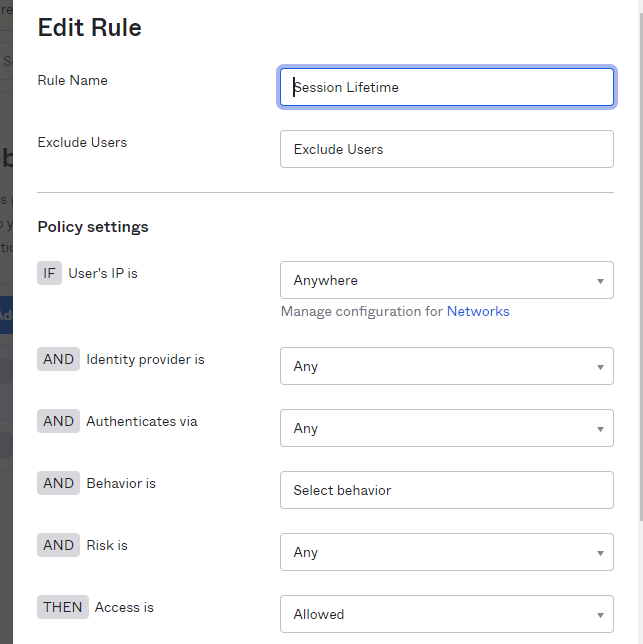 Edit Rule
Rule Name
Session Lifetime
Exclude Users
Exclude Users
Policy settings
IF User's IP is
Anywhere
Manage configuration for Networks
AND Identity provider is
Any
AND Authenticates via
Any
AND Behavior is
Select behavior
AND Risk is
Any
THEN Access is
Allowed